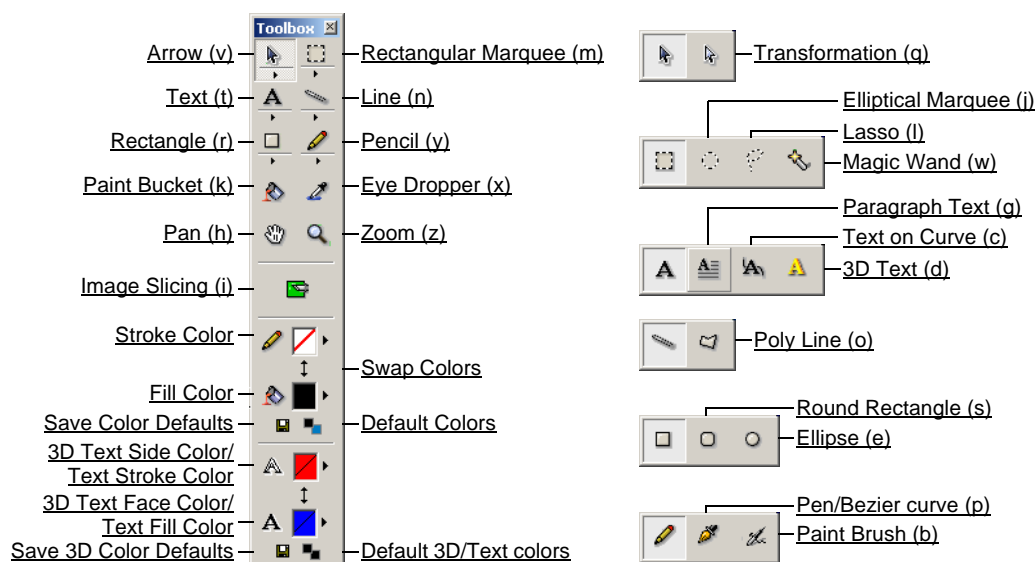 Toolbox
Arrow (v)
Rectangular Marquee (m)
Text (t)
Line (n)
Rectangle (r)
Pencil (y)
Paint Bucket (k)
Eye Dropper (x)
Pan (h)
Zoom (z)
Image Slicing (i)
Stroke Color
Swap Colors
Fill Color
Save Color Defaults
Default Colors
3D Text Side Color/
Text Stroke Color
3D Text Face Color/
Text Fill Color
Save 3D Color Defaults
Default 3D/Text colors
Transformation (q)
Elliptical Marquee (j)
Lasso (l)
Magic Wand (w)
Paragraph Text (g)
Text on Curve (c)
3D Text (d)
Poly Line (o)
Round Rectangle (s)
Ellipse (e)
Pen/Bezier curve (p)
Paint Brush (b)